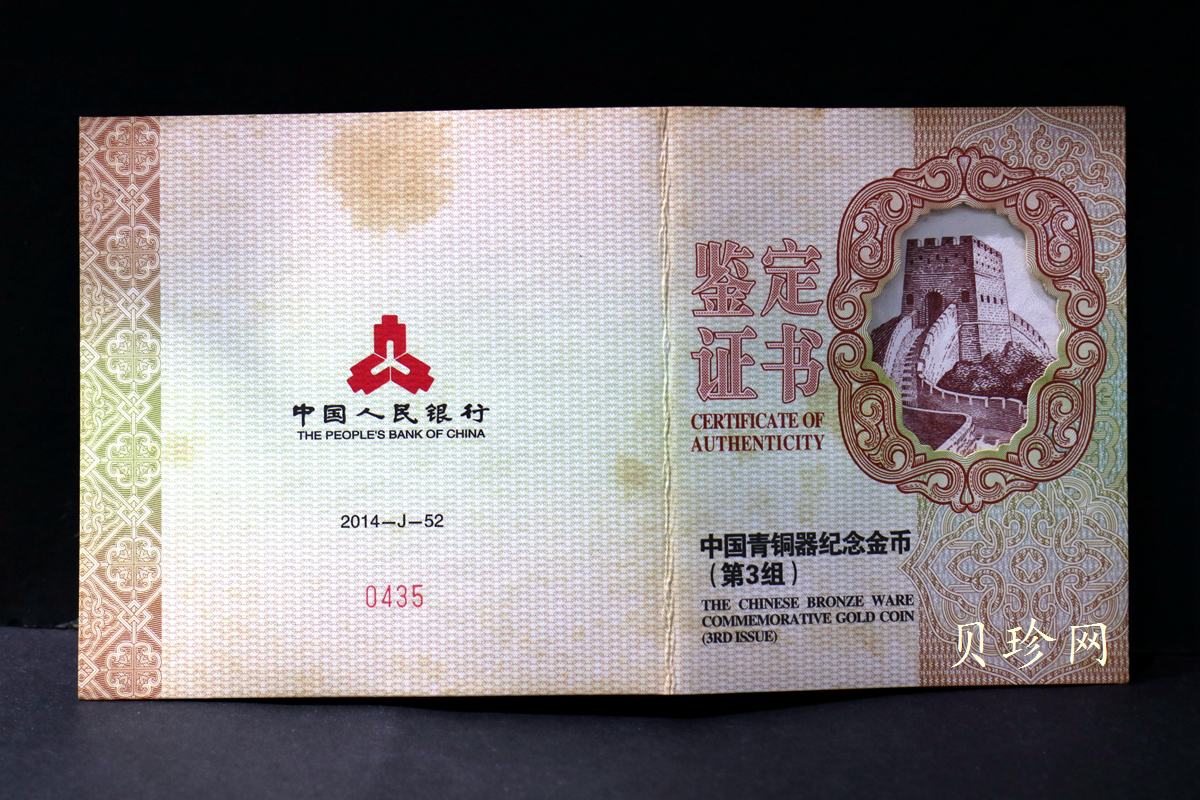 中国人民银行
THE PEOPLE'S BANK OF CHINA
2014—J—52
0435
鉴定
证书
CERTIFICATE OF
AUTHENTICITY
中国青铜器纪念金币
（第3组）
THE CHINESE BRONZE WARE
COMMEMORATIVE GOLD COIN
(3RD ISSUE)
贝珍网